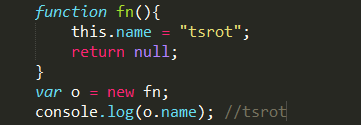 function fn(){
    this.name = "tsrot";
    return null;
}
var o = new fn;
console.log(o.name); //tsrot